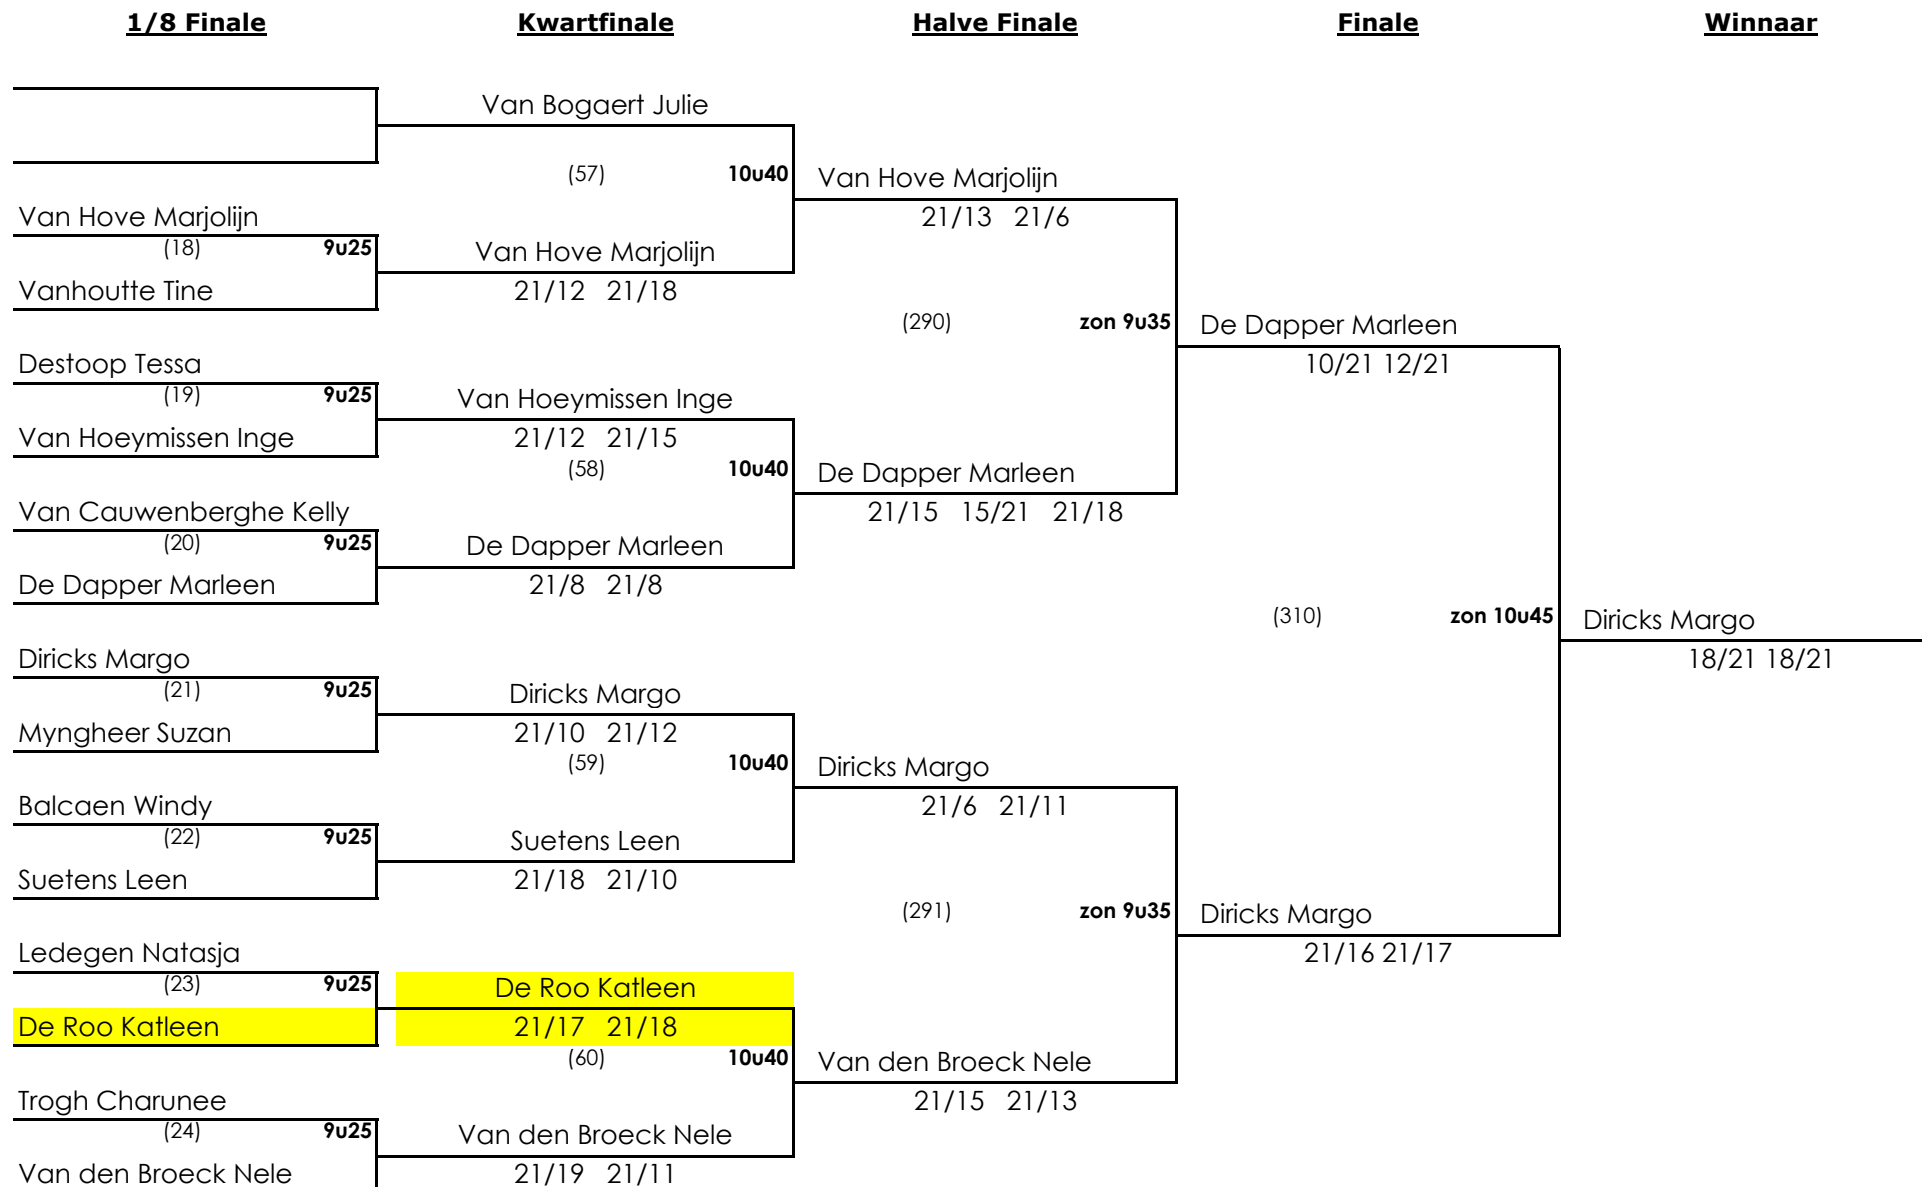 1/8 Finale Kwartfinale Halve Finale Finale Winnaar
Van Bogaert Julie
(57) 10u40 Van Hove Marjolijn
Van Hove Marjolijn 21/13 21/6
(18) 9u25 Van Hove Marjolijn
Vanhoutte Tine 21/12 21/18
(290) zon 9u35 De Dapper Marleen
Destoop Tessa 10/21 12/21
(19) 9u25 Van Hoeymissen Inge
Van Hoeymissen Inge 21/12 21/15
(58) 10u40 De Dapper Marleen
Van Cauwenberghe Kelly 21/15 15/21 21/18
(20) 9u25 De Dapper Marleen
De Dapper Marleen 21/8 21/8
(310) zon 10u45 Diricks Margo
Diricks Margo 18/21 18/21
(21) 9u25 Diricks Margo
Myngheer Suzan 21/10 21/12
(59) 10u40 Diricks Margo
Balcaen Windy 21/6 21/11
(22) 9u25 Suetens Leen
Suetens Leen 21/18 21/10
(291) zon 9u35 Diricks Margo
Ledegen Natasja 21/16 21/17
(23) 9u25 De Roo Katleen
De Roo Katleen 21/17 21/18
(60) 10u40 Van den Broeck Nele
Trogh Charunee 21/15 21/13
(24) 9u25 Van den Broeck Nele
Van den Broeck Nele 21/19 21/11